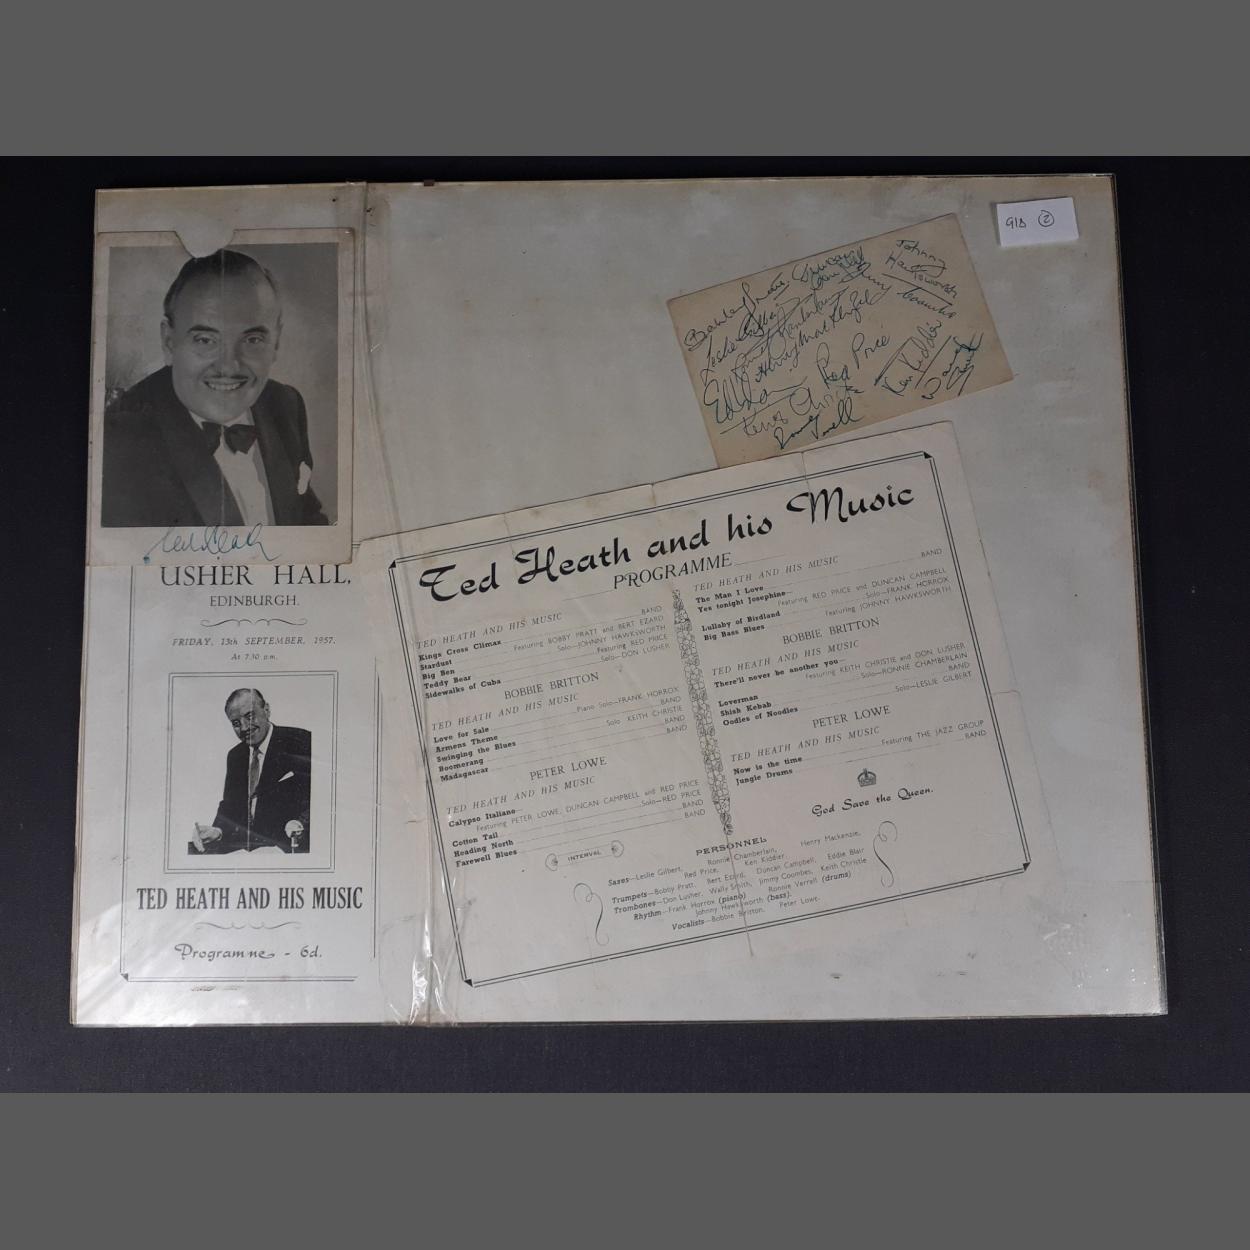 918 2
Johnny
Hawksworth
Leslie Gilbert
Ronnie Chamberlain
Henry MacKenzie
Red Price
Ken Kiddier
Keith Christie
Ronnie
Verrell
Ted Heath
USHER HALL,
EDINBURGH.
FRIDAY, 13th SEPTEMBER, 1957.
At 7.30 p.m.
TED HEATH AND HIS MUSIC
Programme - 6d.
Ted Heath and his Music
PROGRAMME
TED HEATH AND HIS MUSIC
Kings Cross Climax BAND
Stardust Featuring BOBBY PRATT and BERT EZARD
Big Ben Solo—JOHNNY HAWKSWORTH
Teddy Bear Featuring RED PRICE
Sidewalks of Cuba Solo—DON LUSHER
BOBBIE BRITTON
TED HEATH AND HIS MUSIC
Love for Sale Piano Solo—FRANK HORROX
Armens Theme BAND
Swinging the Blues Solo KEITH CHRISTIE
Boomerang BAND
Madagascar BAND
PETER LOWE
TED HEATH AND HIS MUSIC
Calypso Italiano—
Featuring PETER LOWE, DUNCAN CAMPBELL and RED PRICE
Cotton Tail Solo—RED PRICE
Heading North BAND
Farewell Blues BAND
INTERVAL
TED HEATH AND HIS MUSIC
The Man I Love BAND
Yes tonight Josephine—
Featuring RED PRICE and DUNCAN CAMPBELL
Lullaby of Birdland Solo—FRANK HORROX
Big Bass Blues Featuring JOHNNY HAWKSWORTH
BOBBIE BRITTON
TED HEATH AND HIS MUSIC
There'll never be another you—
Featuring KEITH CHRISTIE and DON LUSHER
Loverman Solo—RONNIE CHAMBERLAIN
Shish Kebab BAND
Oodles of Noodles Solo—LESLIE GILBERT
PETER LOWE
TED HEATH AND HIS MUSIC
Now is the time Featuring THE JAZZ GROUP
Jungle Drums BAND
God Save the Queen.
PERSONNEL
Saxes—Leslie Gilbert, Ronnie Chamberlain, Henry Mackenzie,
Red Price, Ken Kiddier,
Trumpets—Bobby Pratt, Bert Ezard, Duncan Campbell, Eddie Blair
Trombones—Don Lusher, Wally Smith, Jimmy Coombes, Keith Christie
Rhythm—Frank Horrox (piano) Ronnie Verrell (drums)
Johnny Hawksworth (bass).
Vocalists—Bobbie Britton, Peter Lowe.